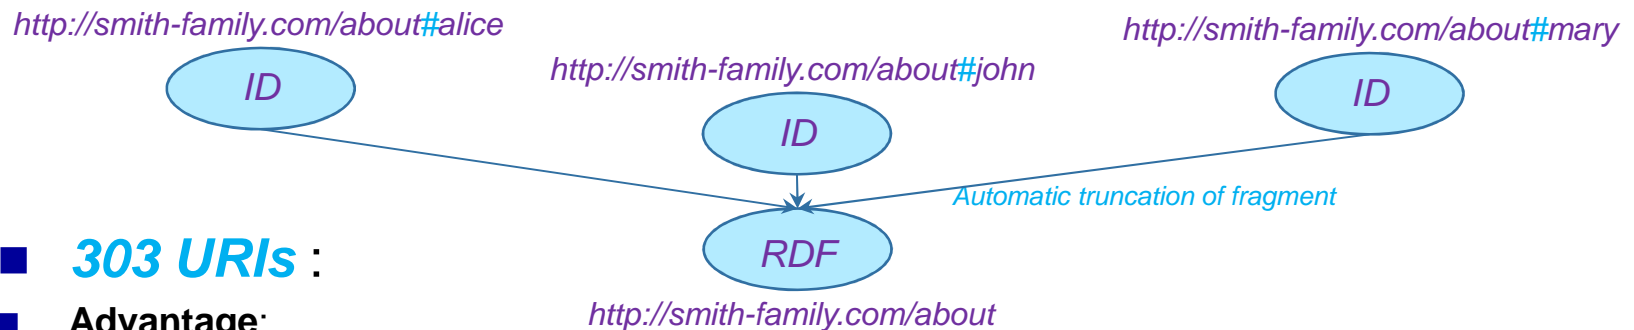 http://smith-family.com/about#alice
http://smith-family.com/about#mary
http://smith-family.com/about#john
ID
ID
ID
Automatic truncation of fragment
303 URIs :
RDF
http://smith-family.com/about
Advantage: